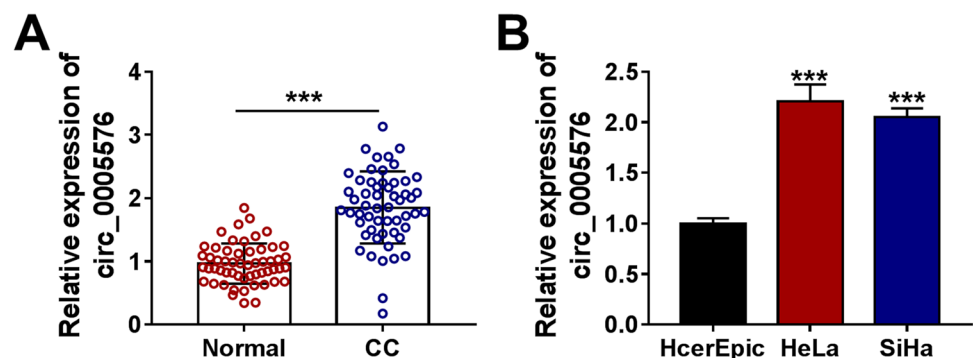 A
Relative expression of
circ_0005576
4
3
2
1
0
***
Normal
CC
B
Relative expression of
circ_0005576
2.5
2.0
1.5
1.0
0.5
0.0
***
***
HcerEpic
HeLa
SiHa